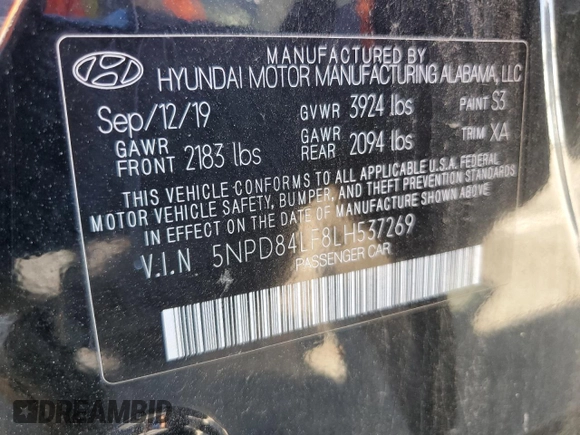 MANUFACTURED BY
HYUNDAI MOTOR MANUFACTURING ALABAMA, LLC
Sep/12/19 GVWR 3924 lbs PAINT S3
GAWR FRONT 2183 lbs GAWR REAR 2094 lbs TRIM XA
THIS VEHICLE CONFORMS TO ALL APPLICABLE U.S.A. FEDERAL
MOTOR VEHICLE SAFETY, BUMPER, AND THEFT PREVENTION STANDARDS
IN EFFECT ON THE DATE OF MANUFACTURE SHOWN ABOVE.
V.I.N 5NPD84LF8LH537269
PASSENGER CAR
DREAMBID